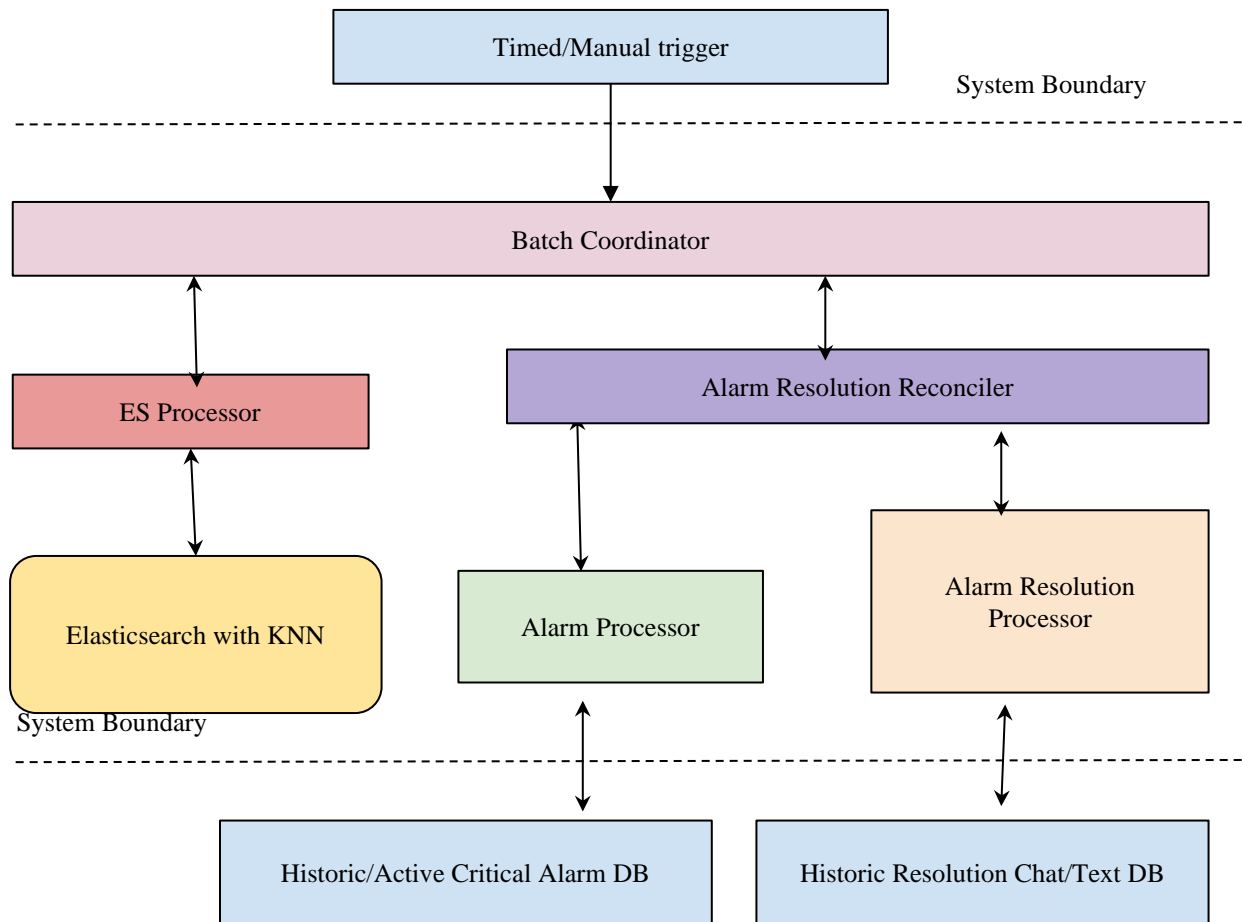 Timed/Manual trigger
System Boundary
Batch Coordinator
Alarm Resolution Reconciler
ES Processor
Elasticsearch with KNN
Alarm Processor
Alarm Resolution
Processor
System Boundary
Historic/Active Critical Alarm DB
Historic Resolution Chat/Text DB